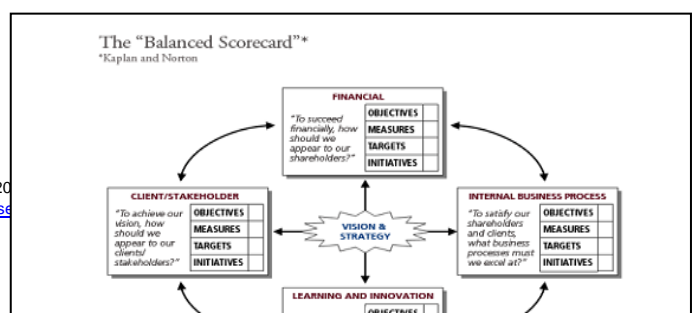 The “Balanced Scorecard”*
*Kaplan and Norton
FINANCIAL
“To succeed
financially, how
should we
appear to our
shareholders?”
OBJECTIVES
MEASURES
TARGETS
INITIATIVES
20
se
CLIENT/STAKEHOLDER
“To achieve our
vision, how
should we
appear to our
clients/
stakeholders?”
OBJECTIVES
MEASURES
TARGETS
INITIATIVES
VISION &
STRATEGY
INTERNAL BUSINESS PROCESS
“To satisfy our
shareholders
and clients,
what business
processes must
we excel at?”
OBJECTIVES
MEASURES
TARGETS
INITIATIVES
LEARNING AND INNOVATION
OBJECTIVES